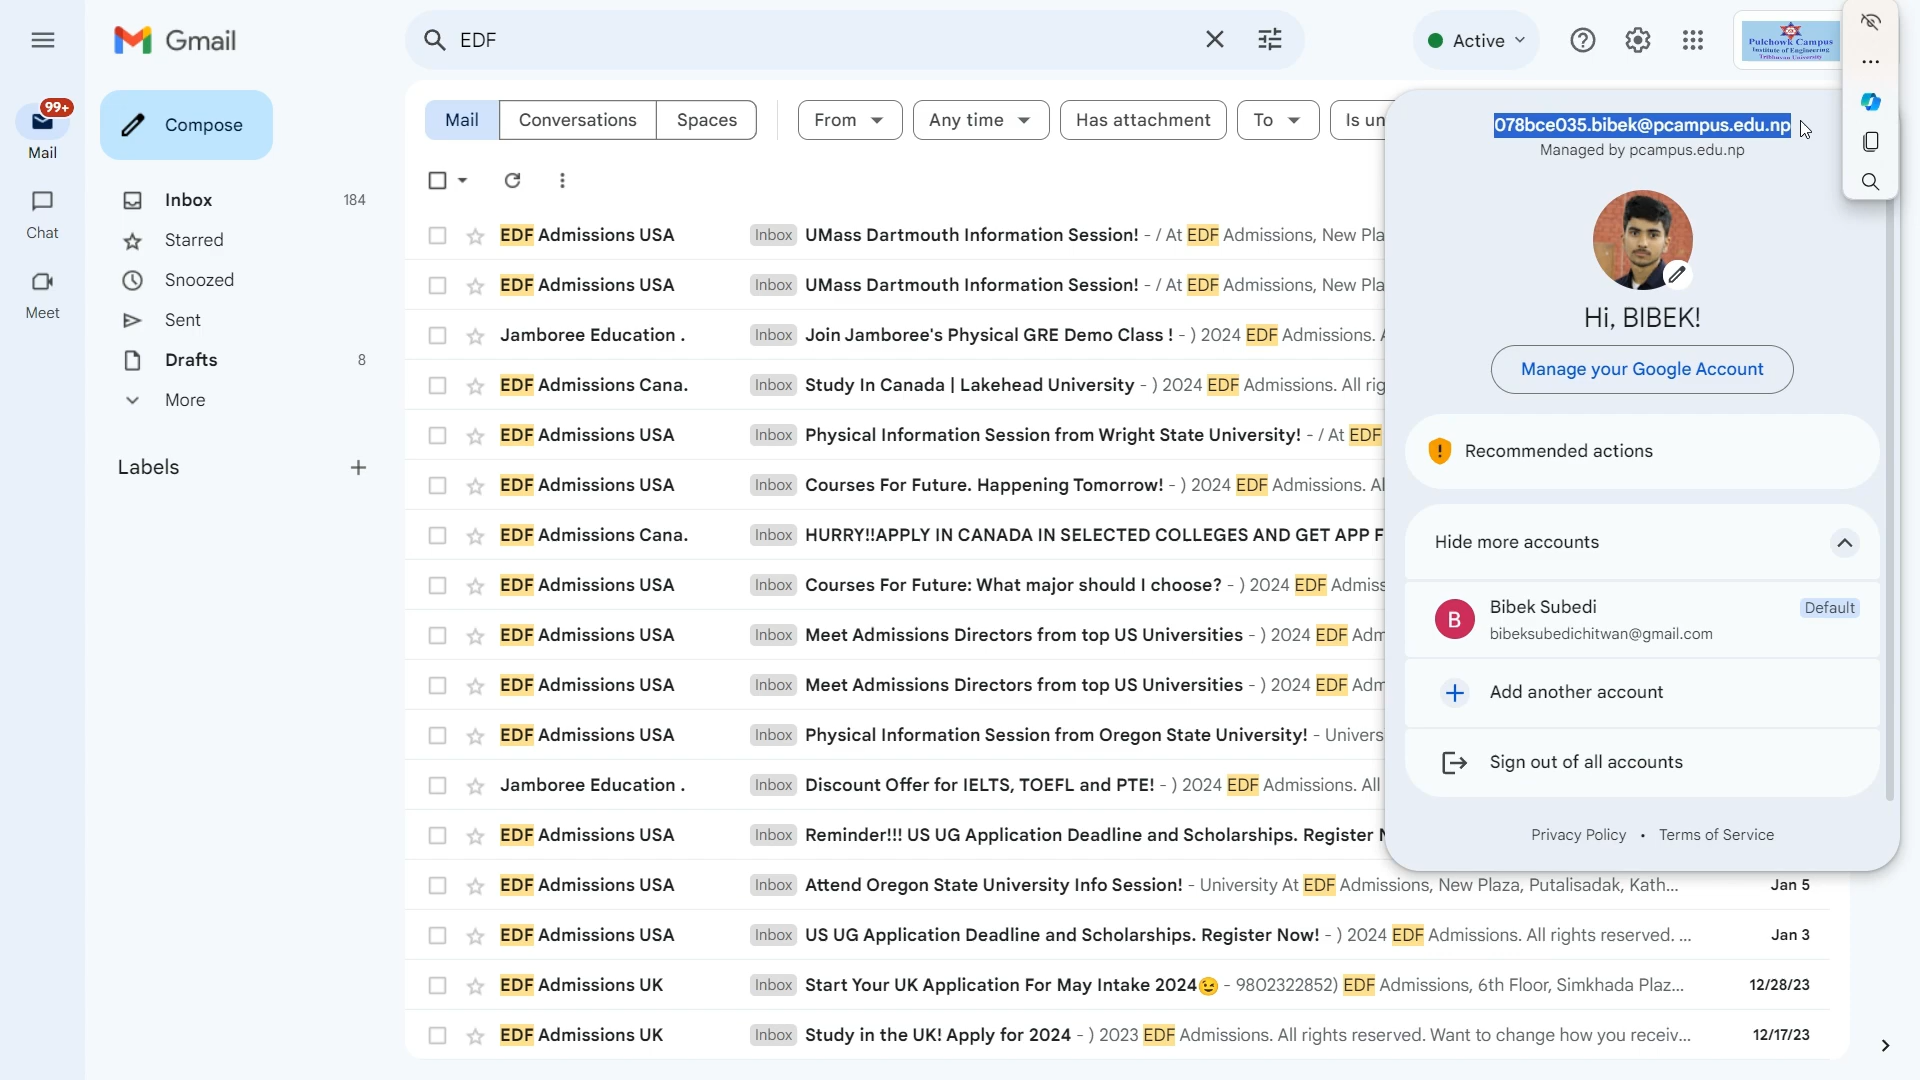 Gmail
EDF
Active
Pulchowk Campus
Institute of Engineering
Tribhuvan University
99+
Mail
Chat
Meet
Compose
Inbox 184
Starred
Snoozed
Sent
Drafts 8
More
Labels
Mail Conversations Spaces From Any time Has attachment To Is un
EDF Admissions USA Inbox UMass Dartmouth Information Session! - / At EDF Admissions, New Pla
EDF Admissions USA Inbox UMass Dartmouth Information Session! - / At EDF Admissions, New Pla
Jamboree Education . Inbox Join Jamboree's Physical GRE Demo Class ! - ) 2024 EDF Admissions. A
EDF Admissions Cana. Inbox Study In Canada | Lakehead University - ) 2024 EDF Admissions. All rig
EDF Admissions USA Inbox Physical Information Session from Wright State University! - / At EDF
EDF Admissions USA Inbox Courses For Future. Happening Tomorrow! - ) 2024 EDF Admissions. Al
EDF Admissions Cana. Inbox HURRY!!APPLY IN CANADA IN SELECTED COLLEGES AND GET APP F
EDF Admissions USA Inbox Courses For Future: What major should I choose? - ) 2024 EDF Admiss
EDF Admissions USA Inbox Meet Admissions Directors from top US Universities - ) 2024 EDF Adm
EDF Admissions USA Inbox Meet Admissions Directors from top US Universities - ) 2024 EDF Adm
EDF Admissions USA Inbox Physical Information Session from Oregon State University! - Univers
Jamboree Education . Inbox Discount Offer for IELTS, TOEFL and PTE! - ) 2024 EDF Admissions. All
EDF Admissions USA Inbox Reminder!!! US UG Application Deadline and Scholarships. Register N
EDF Admissions USA Inbox Attend Oregon State University Info Session! - University At EDF Admissions, New Plaza, Putalisadak, Kath... Jan 5
EDF Admissions USA Inbox US UG Application Deadline and Scholarships. Register Now! - ) 2024 EDF Admissions. All rights reserved. ... Jan 3
EDF Admissions UK Inbox Start Your UK Application For May Intake 2024😉 - 9802322852) EDF Admissions, 6th Floor, Simkhada Plaz... 12/28/23
EDF Admissions UK Inbox Study in the UK! Apply for 2024 - ) 2023 EDF Admissions. All rights reserved. Want to change how you receiv... 12/17/23
078bce035.bibek@pcampus.edu.np
Managed by pcampus.edu.np
Hi, BIBEK!
Manage your Google Account
Recommended actions
Hide more accounts
B
Bibek Subedi Default
bibeksubedichitwan@gmail.com
Add another account
Sign out of all accounts
Privacy Policy • Terms of Service